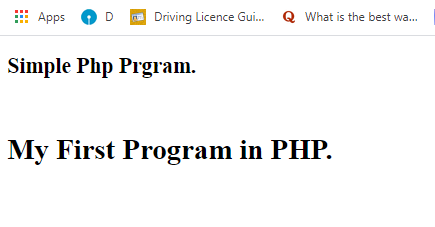 Apps D Driving Licence Gui... What is the best wa...
Simple Php Prgram.
My First Program in PHP.